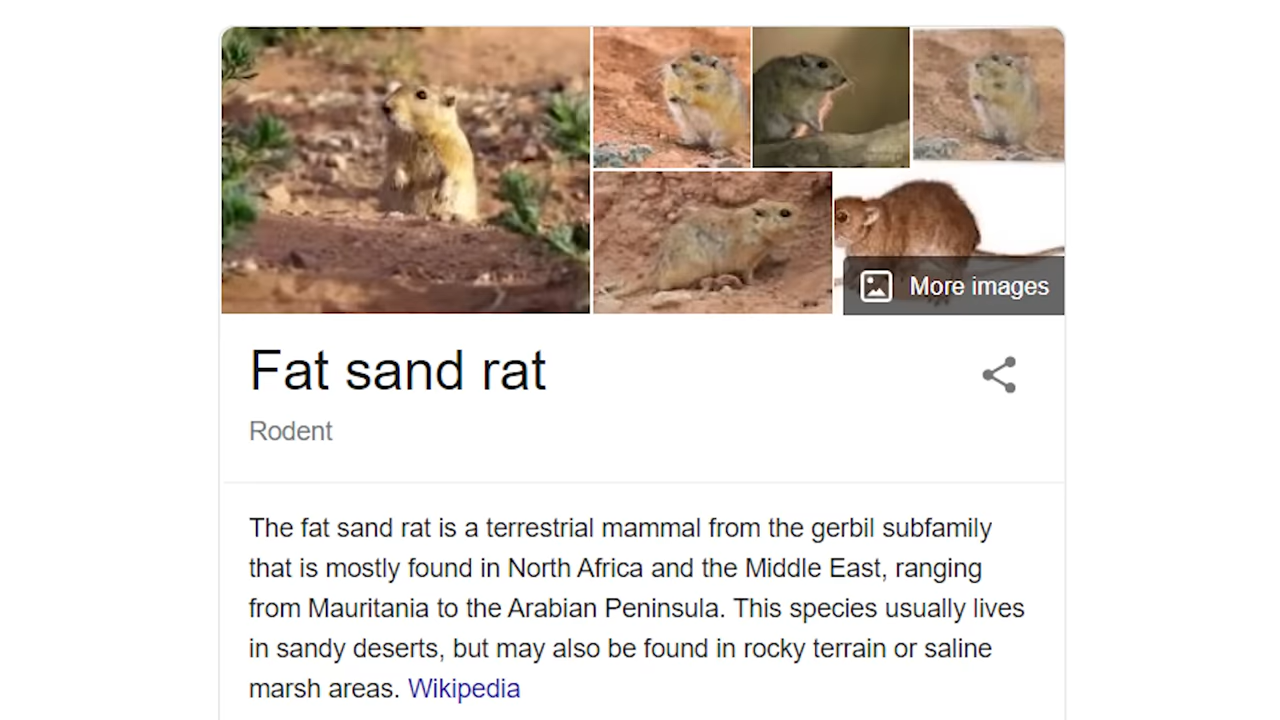 More images
Fat sand rat
Rodent
The fat sand rat is a terrestrial mammal from the gerbil subfamily
that is mostly found in North Africa and the Middle East, ranging
from Mauritania to the Arabian Peninsula. This species usually lives
in sandy deserts, but may also be found in rocky terrain or saline
marsh areas. Wikipedia